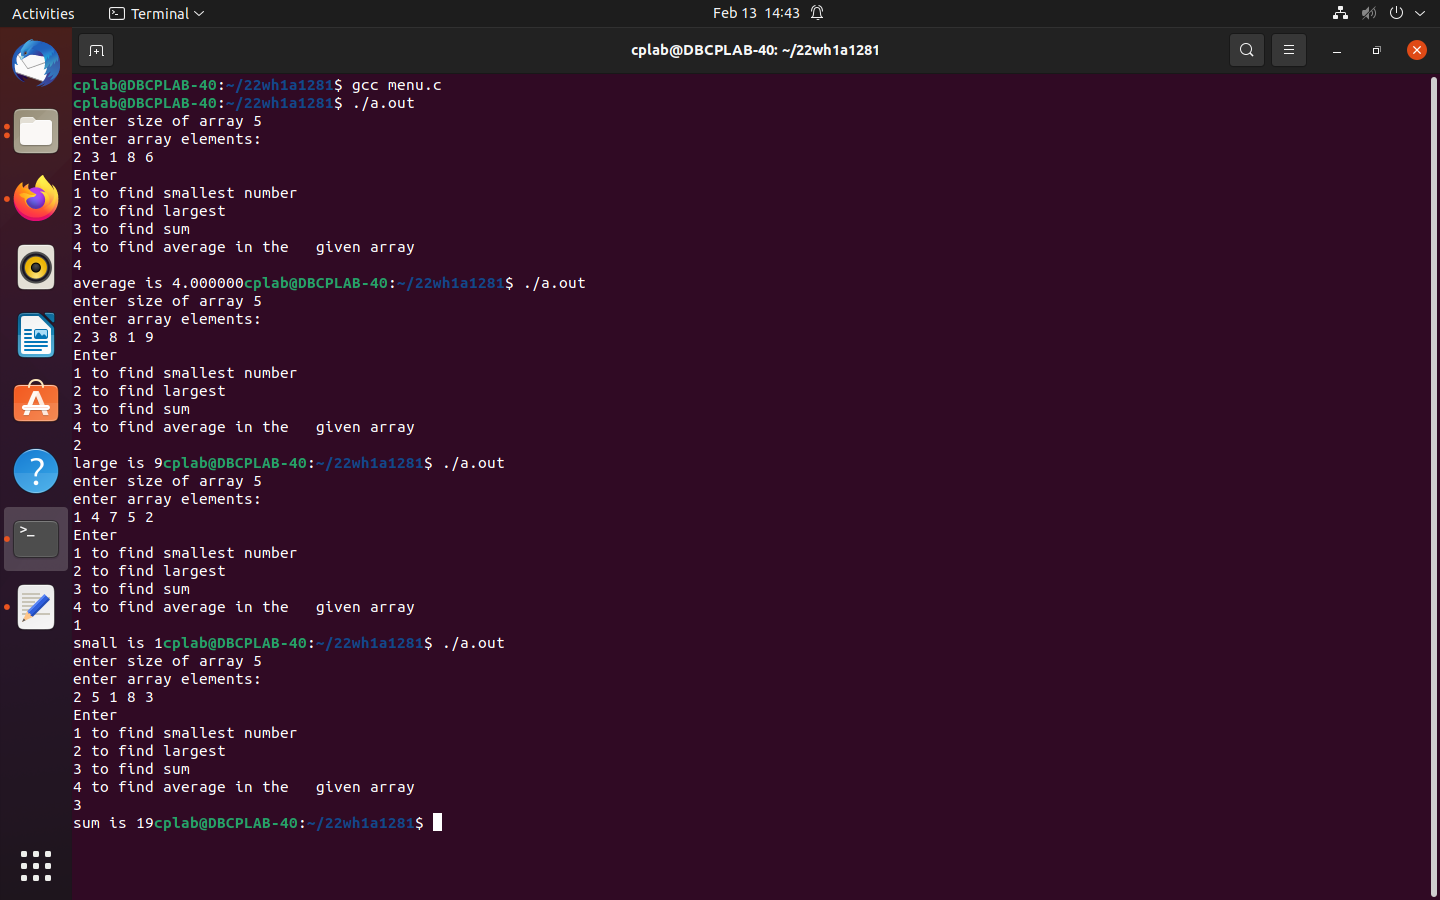 Activities Terminal Feb 13 14:43
cplab@DBCPLAB-40: ~/22wh1a1281
cplab@DBCPLAB-40:~/22wh1a1281$ gcc menu.c
cplab@DBCPLAB-40:~/22wh1a1281$ ./a.out
enter size of array 5
enter array elements:
2 3 1 8 6
Enter
1 to find smallest number
2 to find largest
3 to find sum
4 to find average in the   given array
4
average is 4.000000cplab@DBCPLAB-40:~/22wh1a1281$ ./a.out
enter size of array 5
enter array elements:
2 3 8 1 9
Enter
1 to find smallest number
2 to find largest
3 to find sum
4 to find average in the   given array
2
large is 9cplab@DBCPLAB-40:~/22wh1a1281$ ./a.out
enter size of array 5
enter array elements:
1 4 7 5 2
Enter
1 to find smallest number
2 to find largest
3 to find sum
4 to find average in the   given array
1
small is 1cplab@DBCPLAB-40:~/22wh1a1281$ ./a.out
enter size of array 5
enter array elements:
2 5 1 8 3
Enter
1 to find smallest number
2 to find largest
3 to find sum
4 to find average in the   given array
3
sum is 19cplab@DBCPLAB-40:~/22wh1a1281$